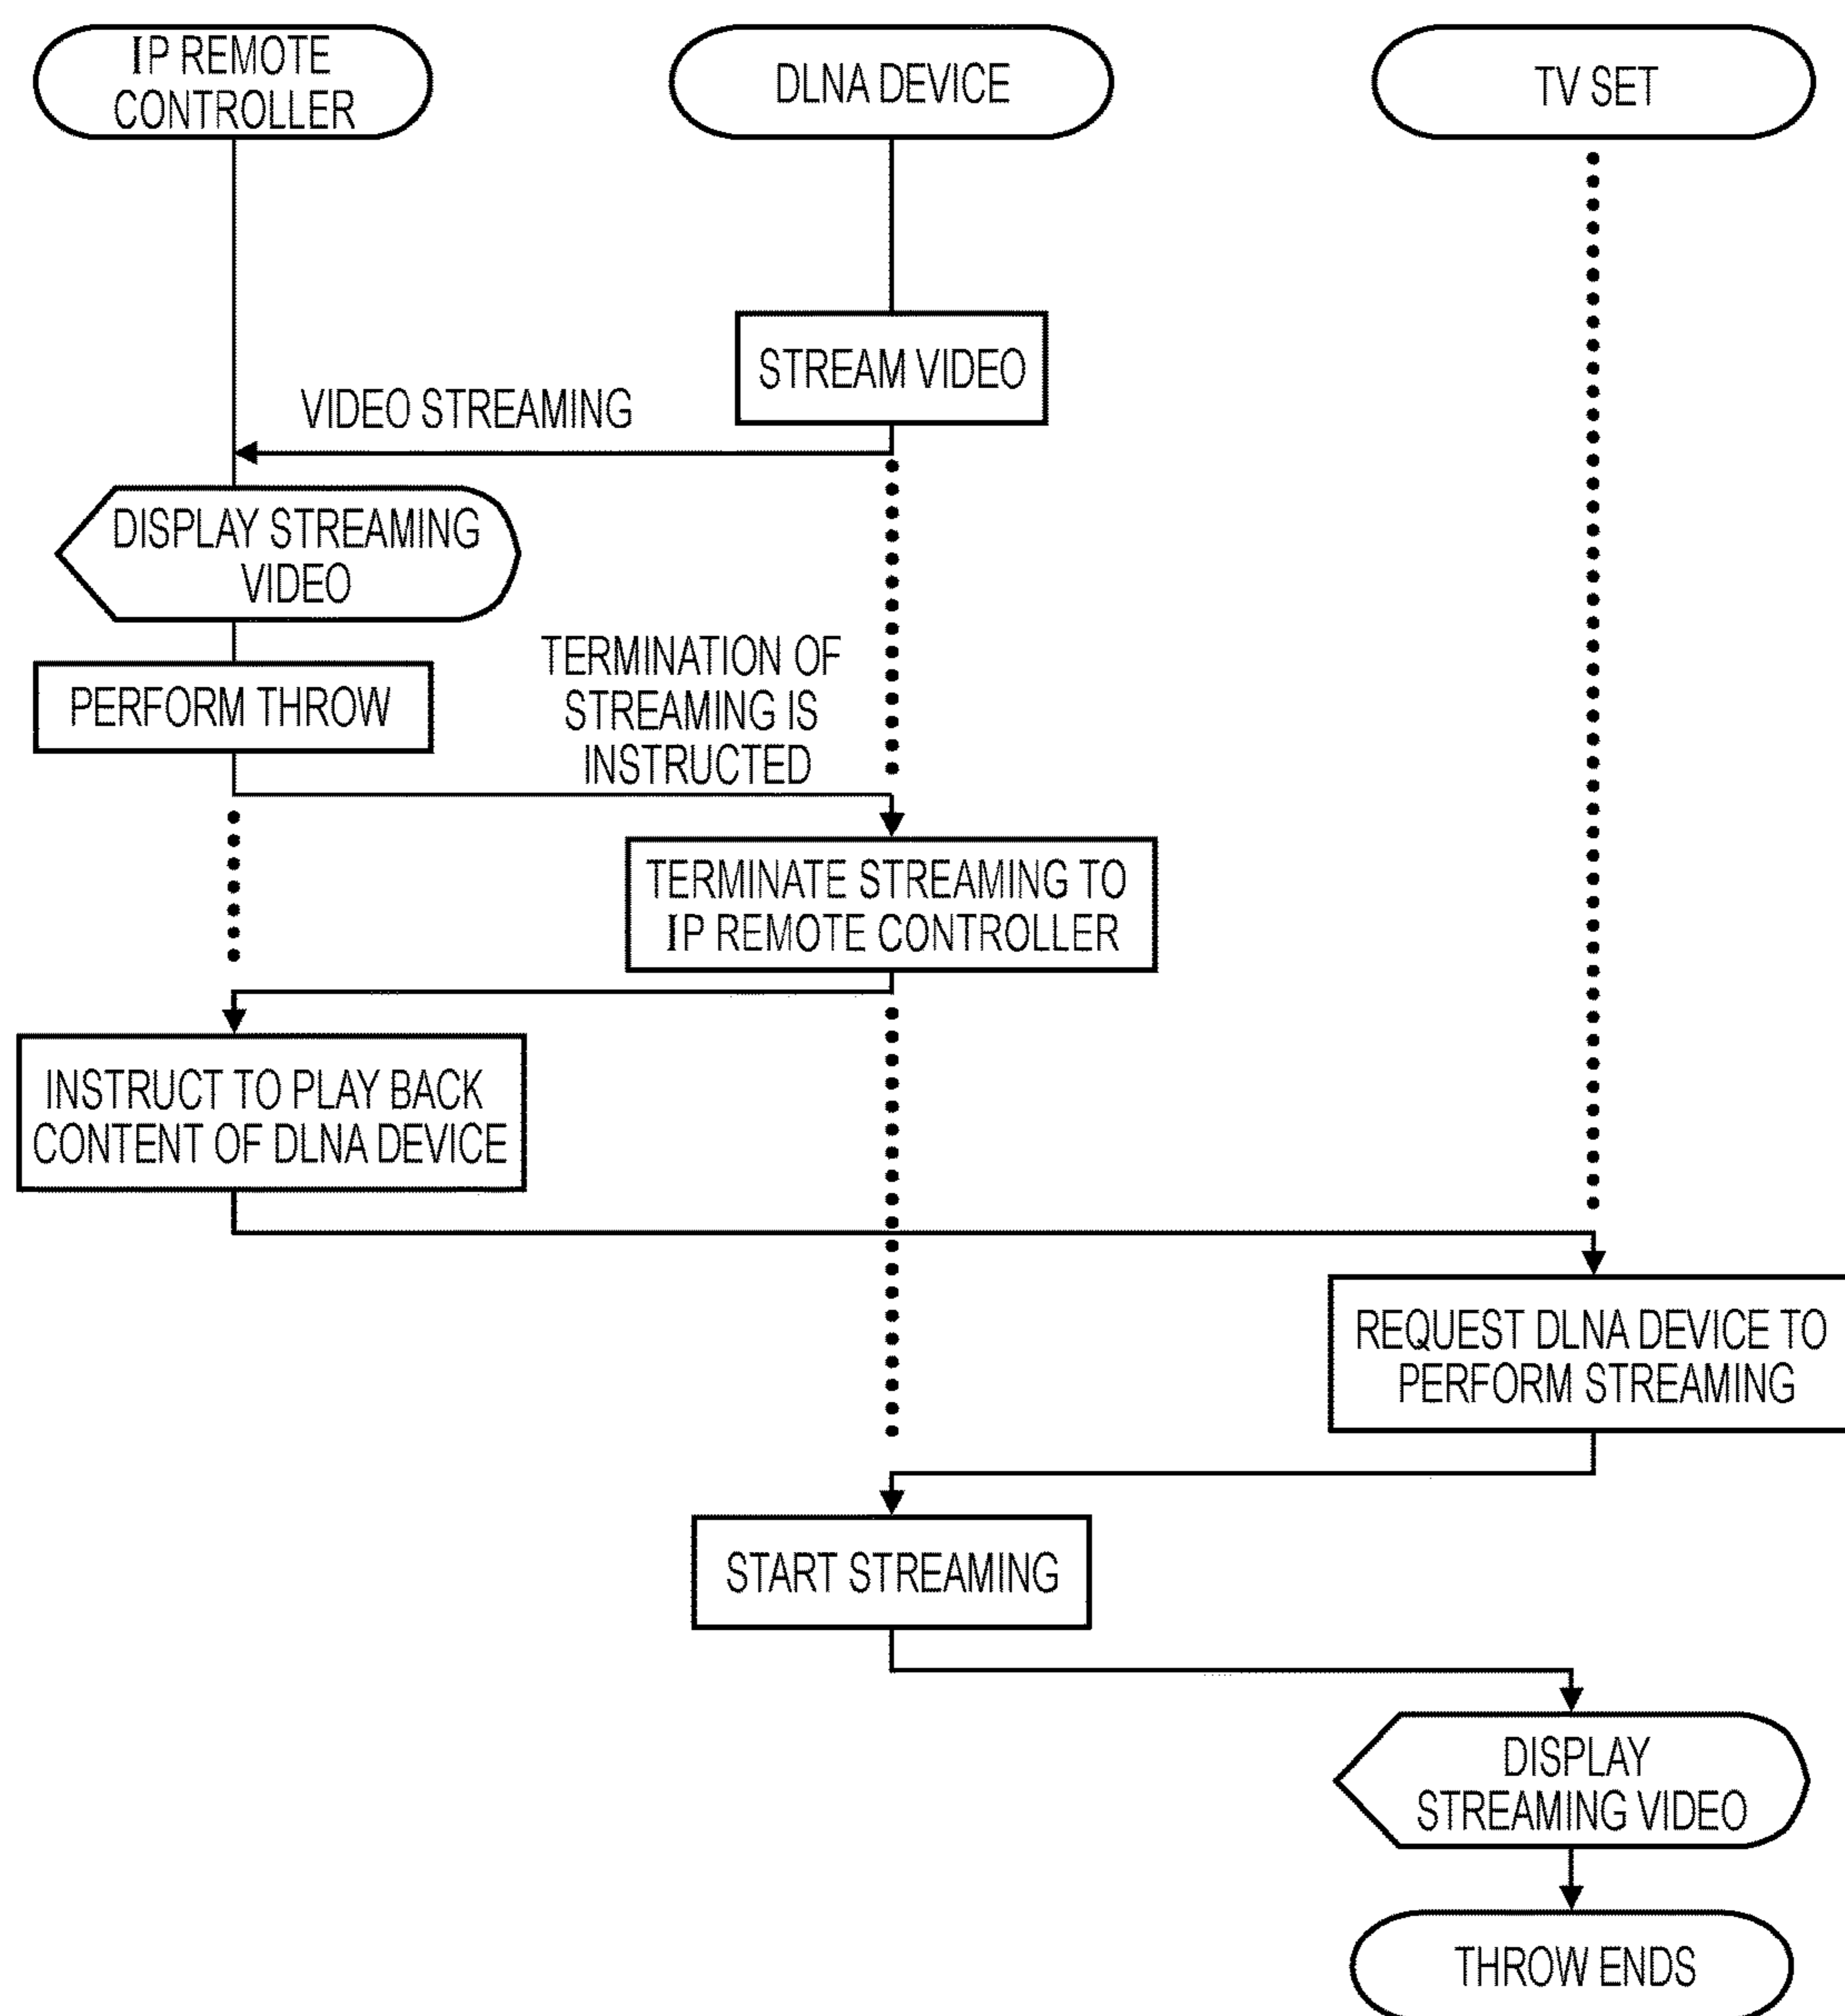 IP REMOTE
CONTROLLER
DLNA DEVICE
TV SET
STREAM VIDEO
VIDEO STREAMING
DISPLAY STREAMING
VIDEO
PERFORM THROW
TERMINATION OF
STREAMING IS
INSTRUCTED
TERMINATE STREAMING TO
IP REMOTE CONTROLLER
INSTRUCT TO PLAY BACK
CONTENT OF DLNA DEVICE
REQUEST DLNA DEVICE TO
PERFORM STREAMING
START STREAMING
DISPLAY
STREAMING VIDEO
THROW ENDS